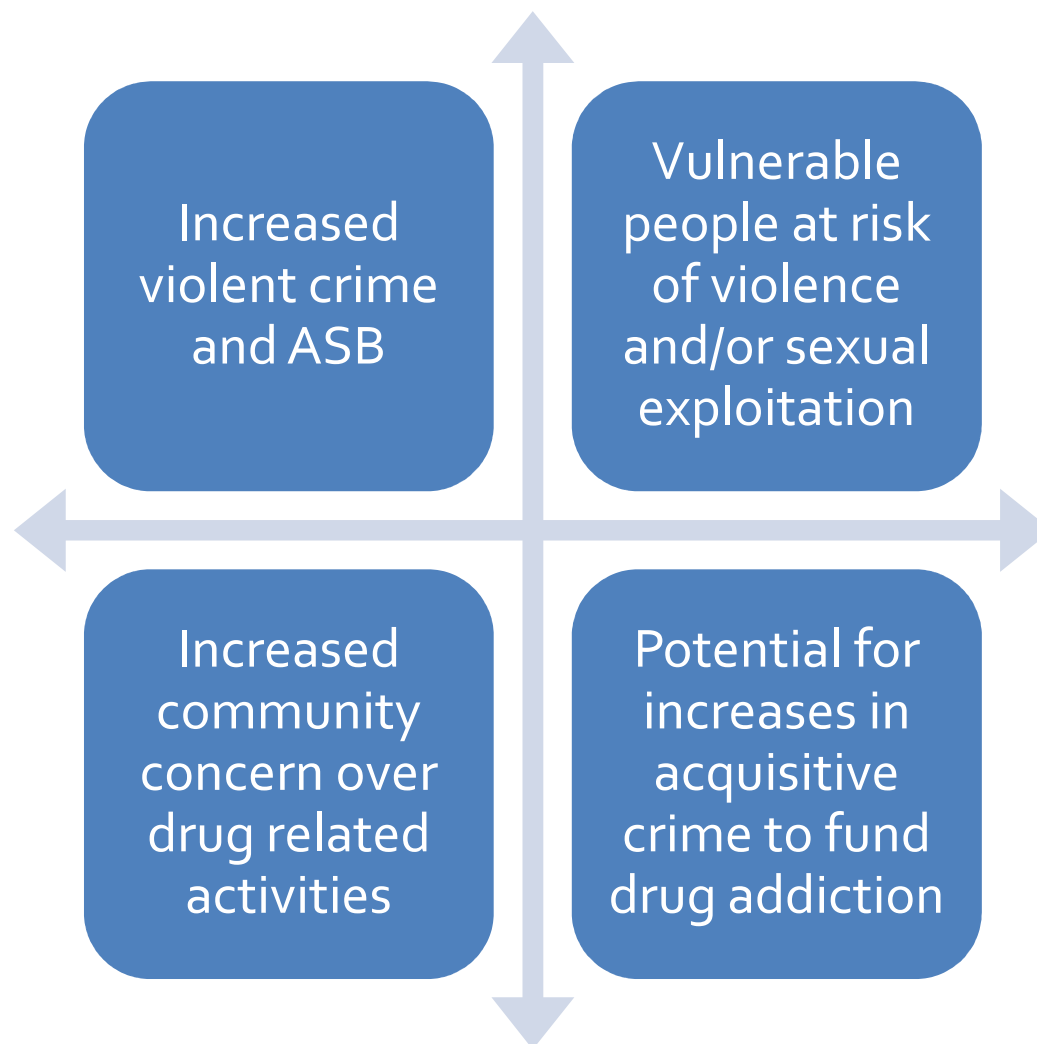 Increased
violent crime
and ASB
Vulnerable
people at risk
of violence
and/or sexual
exploitation
Increased
community
concern over
drug related
activities
Potential for
increases in
acquisitive
crime to fund
drug addiction